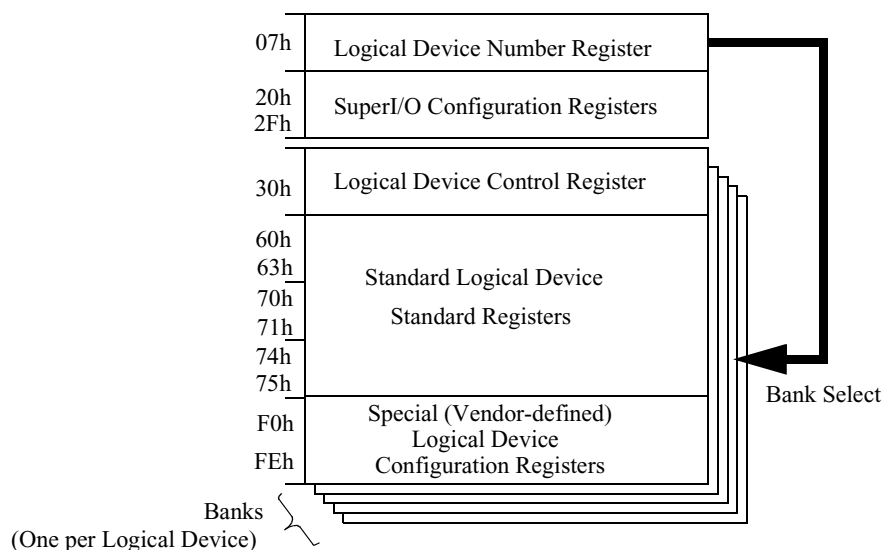 07h
Logical Device Number Register
20h
2Fh
SuperI/O Configuration Registers
30h
Logical Device Control Register
60h
63h
70h
71h
74h
75h
Standard Logical Device
Standard Registers
Bank Select
F0h
FEh
Special (Vendor-defined)
Logical Device
Configuration Registers
Banks
(One per Logical Device)